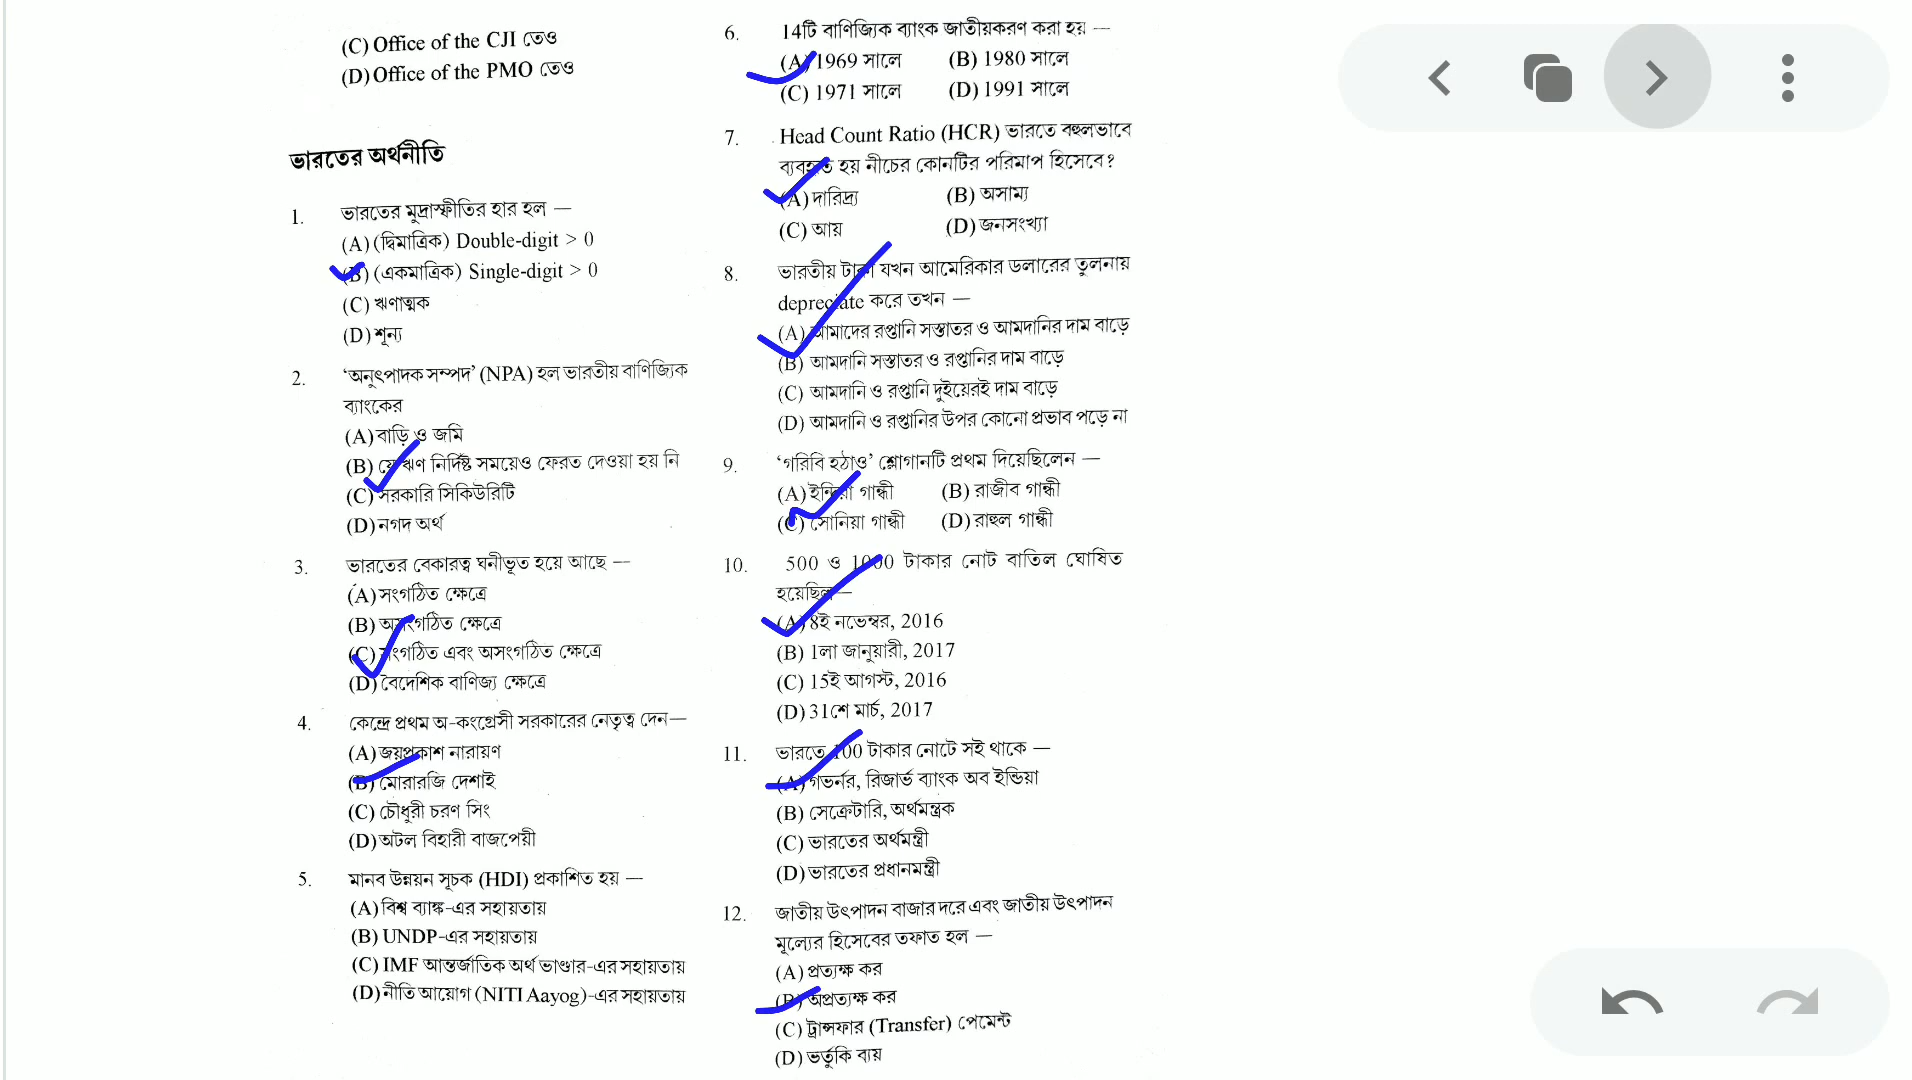 (C) Office of the CJI তেও
(D) Office of the PMO তেও
ভারতের অর্থনীতি
1. ভারতের মুদ্রাস্ফীতির হার হল —
(A) (দ্বিমাত্রিক) Double-digit > 0
(B) (একমাত্রিক) Single-digit > 0
(C) ঋণাত্মক
(D) শূন্য
2. ‘অনুৎপাদক সম্পদ’ (NPA) হল ভারতীয় বাণিজ্যিক
ব্যাংকের
(A) বাড়ি ও জমি
(B) যে ঋণ নির্দিষ্ট সময়েও ফেরত দেওয়া হয় নি
(C) সরকারি সিকিউরিটি
(D) নগদ অর্থ
3. ভারতের বেকারত্ব ঘনীভূত হয়ে আছে —
(A) সংগঠিত ক্ষেত্রে
(B) অসংগঠিত ক্ষেত্রে
(C) সংগঠিত এবং অসংগঠিত ক্ষেত্রে
(D) বৈদেশিক বাণিজ্য ক্ষেত্রে
4. কেন্দ্রে প্রথম অ-কংগ্রেসী সরকারের নেতৃত্ব দেন—
(A) জয়প্রকাশ নারায়ণ
(B) মোরারজি দেশাই
(C) চৌধুরী চরণ সিং
(D) অটল বিহারী বাজপেয়ী
5. মানব উন্নয়ন সূচক (HDI) প্রকাশিত হয় —
(A) বিশ্ব ব্যাঙ্ক-এর সহায়তায়
(B) UNDP-এর সহায়তায়
(C) IMF আন্তর্জাতিক অর্থ ভাণ্ডার-এর সহায়তায়
(D) নীতি আয়োগ (NITI Aayog)-এর সহায়তায়
6. 14টি বাণিজ্যিক ব্যাংক জাতীয়করণ করা হয় —
(A) 1969 সালে (B) 1980 সালে
(C) 1971 সালে (D) 1991 সালে
7. Head Count Ratio (HCR) ভারতে বহুলভাবে
ব্যবহৃত হয় নীচের কোনটির পরিমাপ হিসেবে?
(A) দারিদ্র্য (B) অসাম্য
(C) আয় (D) জনসংখ্যা
8. ভারতীয় টাকা যখন আমেরিকার ডলারের তুলনায়
depreciate করে তখন —
(A) আমাদের রপ্তানি সস্তাতর ও আমদানির দাম বাড়ে
(B) আমদানি সস্তাতর ও রপ্তানির দাম বাড়ে
(C) আমদানি ও রপ্তানি দুইয়েরই দাম বাড়ে
(D) আমদানি ও রপ্তানির উপর কোনো প্রভাব পড়ে না
9. ‘গরিবি হঠাও’ শ্লোগানটি প্রথম দিয়েছিলেন —
(A) ইন্দিরা গান্ধী (B) রাজীব গান্ধী
(C) সোনিয়া গান্ধী (D) রাহুল গান্ধী
10. 500 ও 1000 টাকার নোট বাতিল ঘোষিত
হয়েছিল—
(A) 8ই নভেম্বর, 2016
(B) 1লা জানুয়ারী, 2017
(C) 15ই আগস্ট, 2016
(D) 31শে মার্চ, 2017
11. ভারতে 100 টাকার নোটে সই থাকে —
(A) গভর্নর, রিজার্ভ ব্যাংক অব ইন্ডিয়া
(B) সেক্রেটারি, অর্থমন্ত্রক
(C) ভারতের অর্থমন্ত্রী
(D) ভারতের প্রধানমন্ত্রী
12. জাতীয় উৎপাদন বাজার দরে এবং জাতীয় উৎপাদন
মূল্যের হিসেবের তফাত হল —
(A) প্রত্যক্ষ কর
(B) অপ্রত্যক্ষ কর
(C) ট্রান্সফার (Transfer) পেমেন্ট
(D) ভর্তুকি ব্যয়